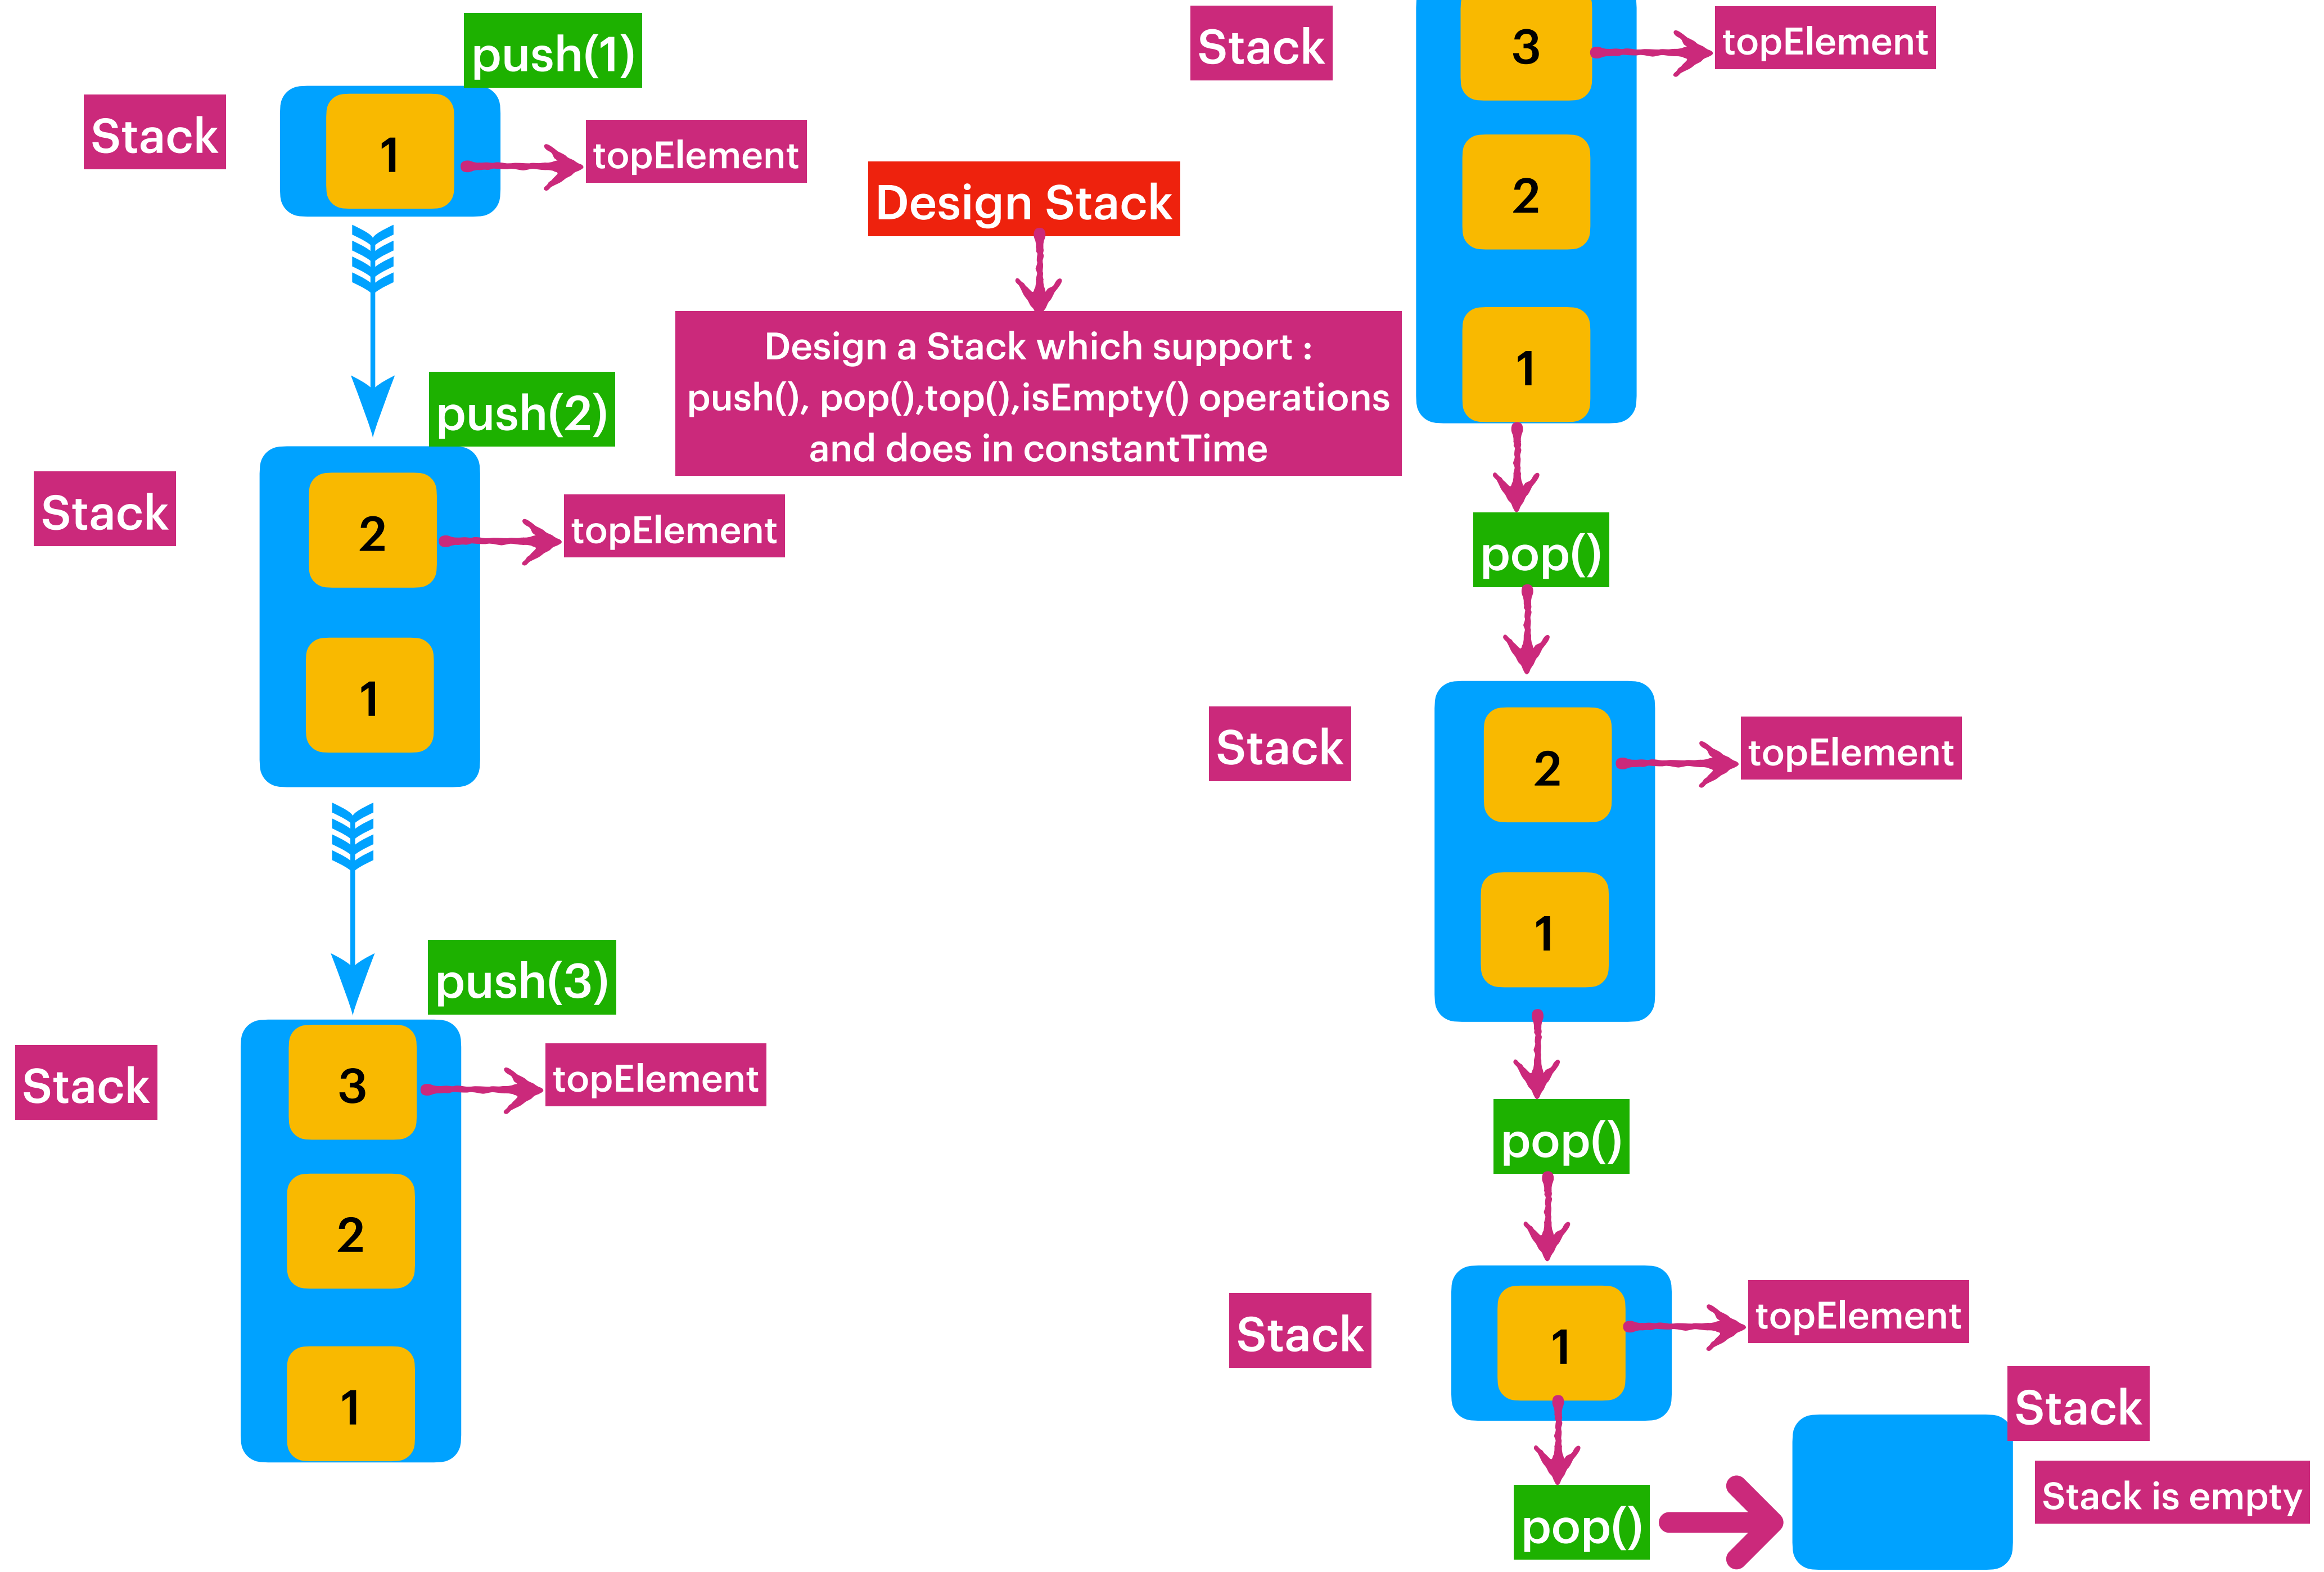 push(1)
Stack
1
topElement
push(2)
Stack
2
topElement
1
push(3)
Stack
3
topElement
2
1
Design Stack
Design a Stack which support :
push(), pop(),top(),isEmpty() operations
and does in constantTime
Stack
3
topElement
2
1
pop()
Stack
2
topElement
1
pop()
Stack
1
topElement
pop()
Stack
Stack is empty